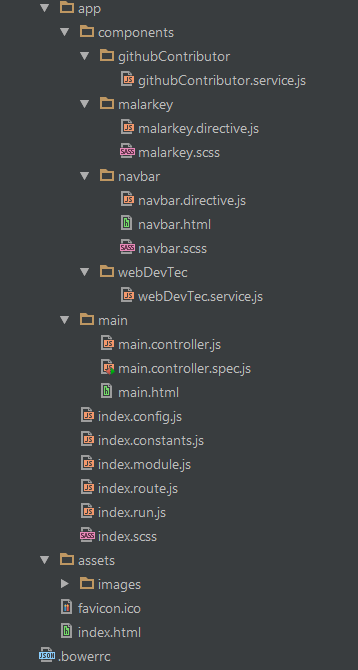 app
components
githubContributor
githubContributor.service.js
malarkey
malarkey.directive.js
malarkey.scss
navbar
navbar.directive.js
navbar.html
navbar.scss
webDevTec
webDevTec.service.js
main
main.controller.js
main.controller.spec.js
main.html
index.config.js
index.constants.js
index.module.js
index.route.js
index.run.js
index.scss
assets
images
favicon.ico
index.html
.bowerrc